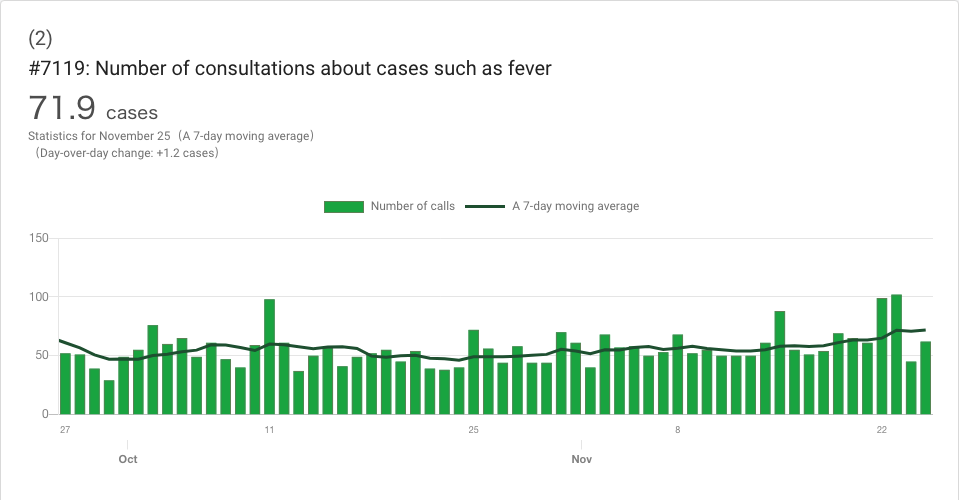 (2)
#7119: Number of consultations about cases such as fever
71.9 cases
Statistics for November 25（A 7-day moving average）
（Day-over-day change: +1.2 cases）
Number of calls A 7-day moving average
150
100
50
0
27 11 25 8 22
Oct Nov